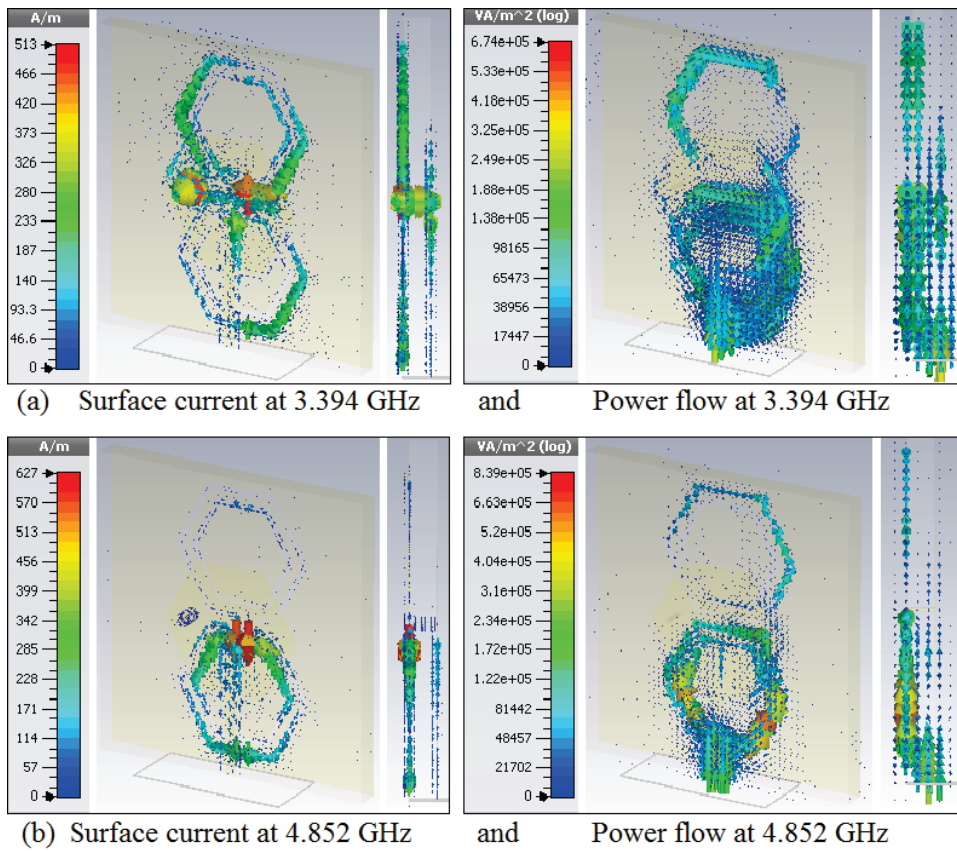 A/m
513
466
420
373
326
280
233
187
140
93.3
46.6
0
VA/m^2 (log)
6.74e+05
5.33e+05
4.18e+05
3.25e+05
2.49e+05
1.88e+05
1.38e+05
98165
65473
38956
17447
0
(a) Surface current at 3.394 GHz and Power flow at 3.394 GHz
A/m
627
570
513
456
399
342
285
228
171
114
57
0
VA/m^2 (log)
8.39e+05
6.63e+05
5.2e+05
4.04e+05
3.1e+05
2.34e+05
1.72e+05
1.22e+05
81442
48457
21702
0
(b) Surface current at 4.852 GHz and Power flow at 4.852 GHz